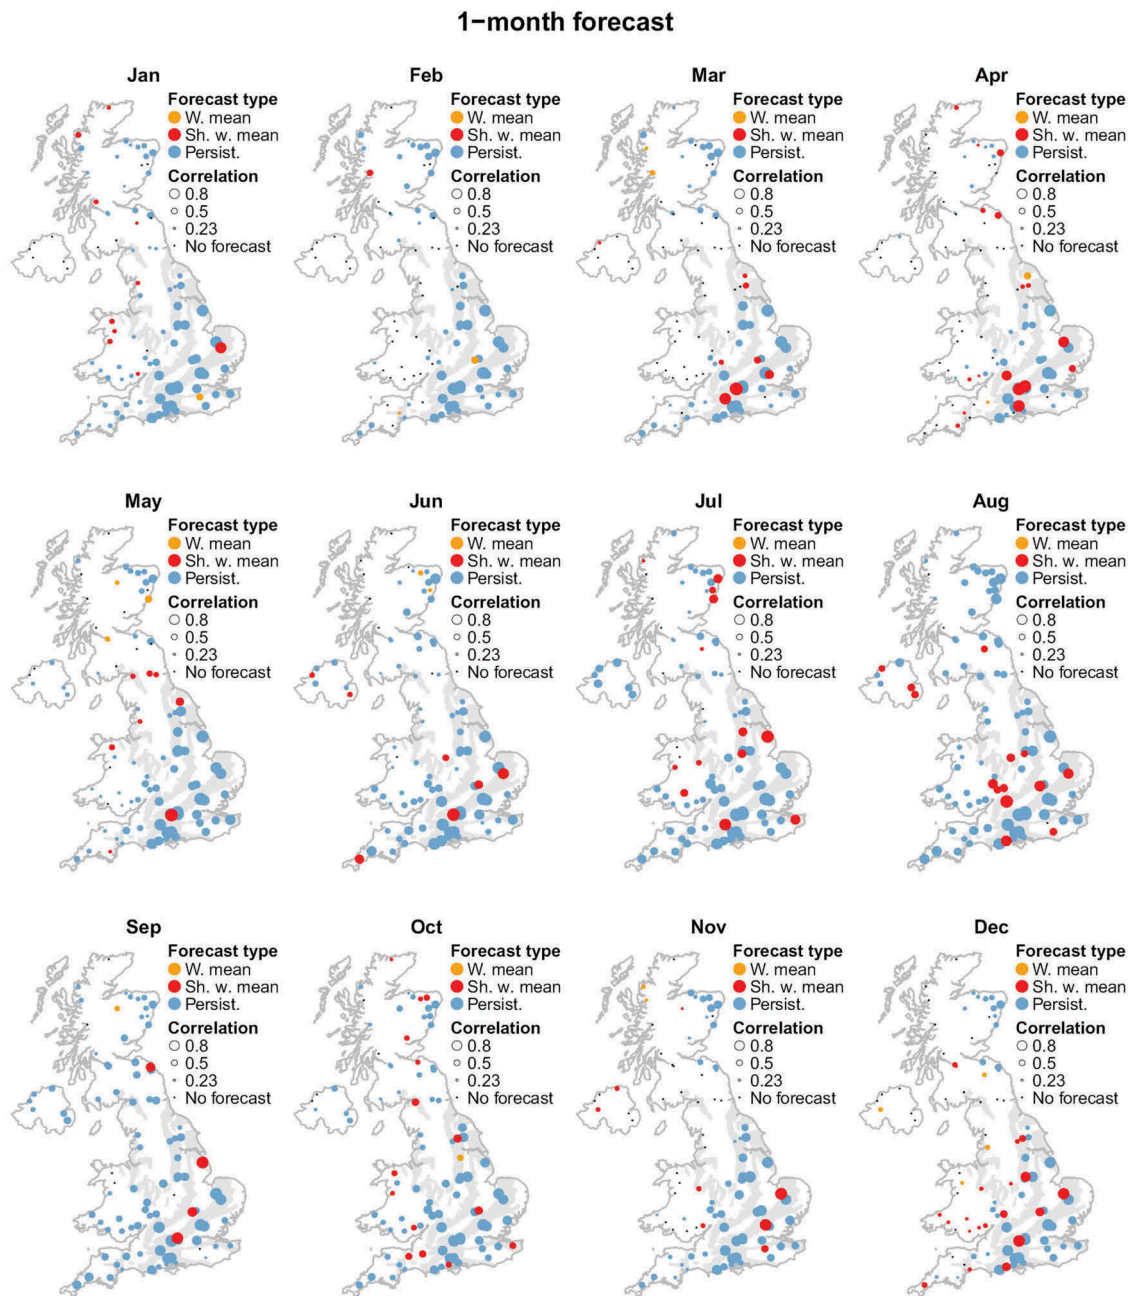 1−month forecast
Jan
Forecast type
W. mean
Sh. w. mean
Persist.
Correlation
0.8
0.5
0.23
No forecast
Feb
Forecast type
W. mean
Sh. w. mean
Persist.
Correlation
0.8
0.5
0.23
No forecast
Mar
Forecast type
W. mean
Sh. w. mean
Persist.
Correlation
0.8
0.5
0.23
No forecast
Apr
Forecast type
W. mean
Sh. w. mean
Persist.
Correlation
0.8
0.5
0.23
No forecast
May
Forecast type
W. mean
Sh. w. mean
Persist.
Correlation
0.8
0.5
0.23
No forecast
Jun
Forecast type
W. mean
Sh. w. mean
Persist.
Correlation
0.8
0.5
0.23
No forecast
Jul
Forecast type
W. mean
Sh. w. mean
Persist.
Correlation
0.8
0.5
0.23
No forecast
Aug
Forecast type
W. mean
Sh. w. mean
Persist.
Correlation
0.8
0.5
0.23
No forecast
Sep
Forecast type
W. mean
Sh. w. mean
Persist.
Correlation
0.8
0.5
0.23
No forecast
Oct
Forecast type
W. mean
Sh. w. mean
Persist.
Correlation
0.8
0.5
0.23
No forecast
Nov
Forecast type
W. mean
Sh. w. mean
Persist.
Correlation
0.8
0.5
0.23
No forecast
Dec
Forecast type
W. mean
Sh. w. mean
Persist.
Correlation
0.8
0.5
0.23
No forecast